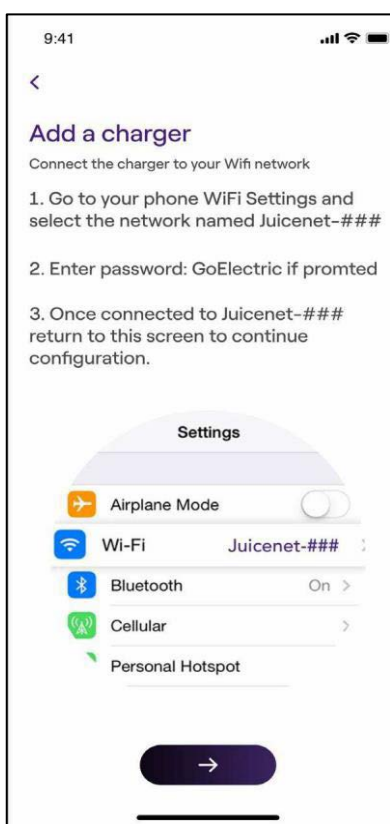 9:41
Add a charger
Connect the charger to your Wifi network
1. Go to your phone WiFi Settings and
select the network named Juicenet-###
2. Enter password: GoElectric if promted
3. Once connected to Juicenet-###
return to this screen to continue
configuration.
Settings
Airplane Mode
Wi-Fi Juicenet-###
Bluetooth On
Cellular
Personal Hotspot